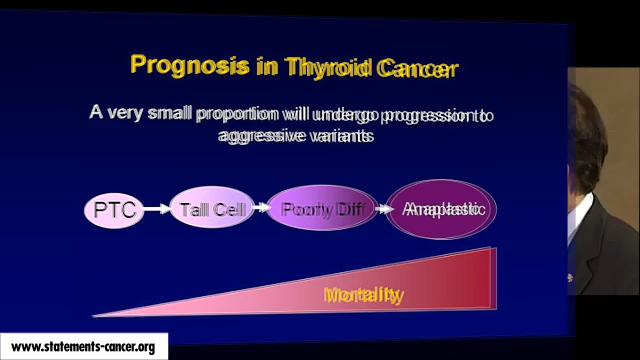 Prognosis in Thyroid Cancer
A very small proportion will undergo progression to
aggressive variants
PTC
Tall Cell
Poorly Diff
Anaplastic
Mortality
www.statements-cancer.org